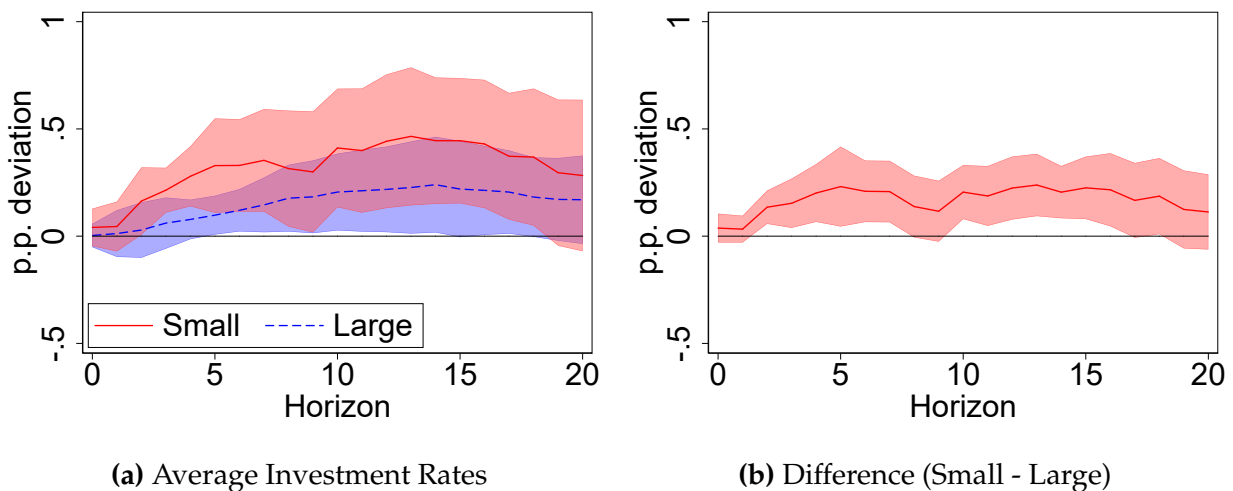 1
.5
0
-.5
p.p. deviation
Small
Large
0 5 10 15 20
Horizon
(a) Average Investment Rates
1
.5
0
-.5
p.p. deviation
0 5 10 15 20
Horizon
(b) Difference (Small - Large)